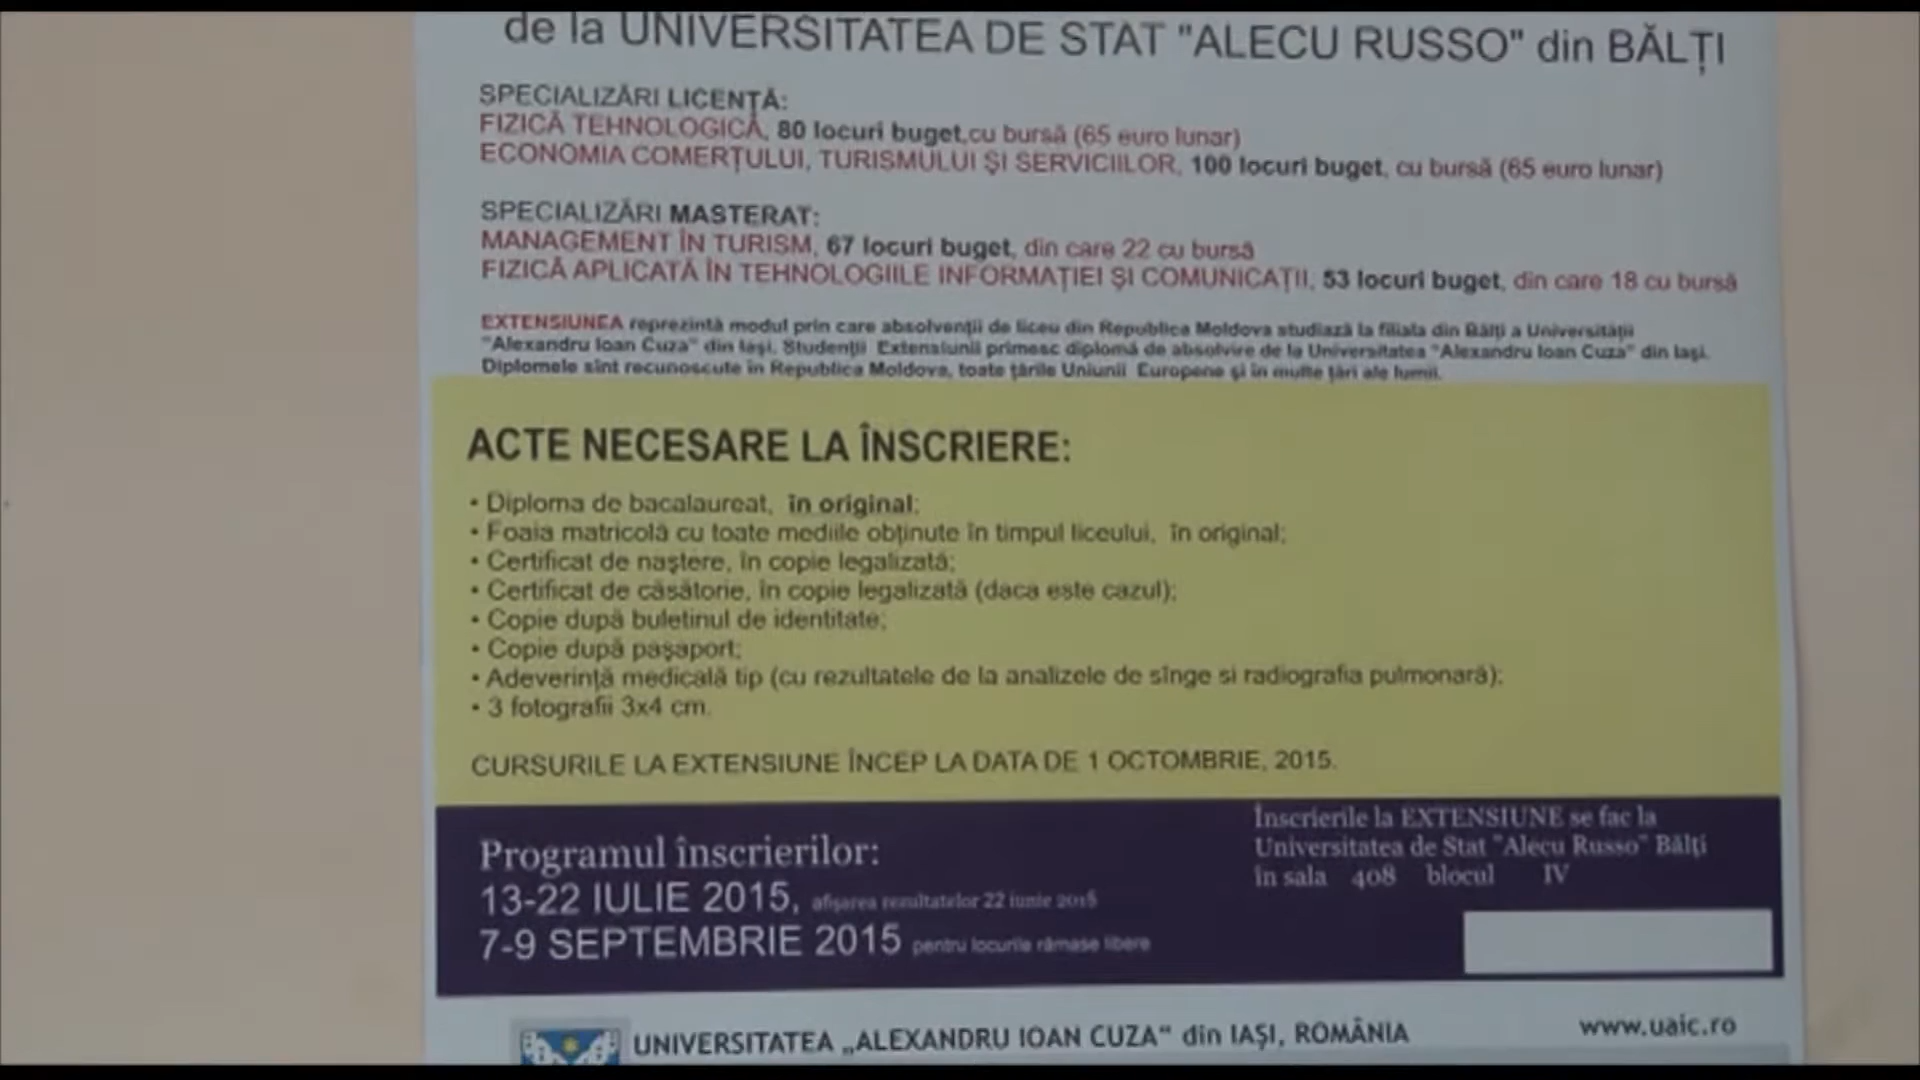 de la UNIVERSITATEA DE STAT "ALECU RUSSO" din BĂLȚI
SPECIALIZĂRI LICENȚĂ:
FIZICĂ TEHNOLOGICĂ, 80 locuri buget,cu bursă (65 euro lunar)
ECONOMIA COMERȚULUI, TURISMULUI ȘI SERVICIILOR, 100 locuri buget, cu bursă (65 euro lunar)
SPECIALIZĂRI MASTERAT:
MANAGEMENT ÎN TURISM, 67 locuri buget, din care 22 cu bursă
FIZICĂ APLICATĂ ÎN TEHNOLOGIILE INFORMAȚIEI ȘI COMUNICAȚII, 53 locuri buget, din care 18 cu bursă
EXTENSIUNEA reprezintă modul prin care absolvenții de liceu din Republica Moldova studiază la filiala din Bălți a Universității
"Alexandru Ioan Cuza" din Iași. Studenții Extensiunii primesc diplomă de absolvire de la Universitatea "Alexandru Ioan Cuza" din Iași.
Diplomele sînt recunoscute în Republica Moldova, toate țările Uniunii Europene și în multe țări ale lumii.
ACTE NECESARE LA ÎNSCRIERE:
• Diploma de bacalaureat, în original;
• Foaia matricolă cu toate mediile obținute în timpul liceului, în original;
• Certificat de naștere, în copie legalizată;
• Certificat de căsătorie, în copie legalizată (daca este cazul);
• Copie după buletinul de identitate;
• Copie după pașaport;
• Adeverință medicală tip (cu rezultatele de la analizele de sînge si radiografia pulmonară);
• 3 fotografii 3x4 cm.
CURSURILE LA EXTENSIUNE ÎNCEP LA DATA DE 1 OCTOMBRIE, 2015.
Programul înscrierilor:
13-22 IULIE 2015, afișarea rezultatelor 22 iunie 2015
7-9 SEPTEMBRIE 2015 pentru locurile rămase libere
Înscrierile la EXTENSIUNE se fac la
Universitatea de Stat "Alecu Russo" Bălți
în sala 408 blocul IV
UNIVERSITATEA „ALEXANDRU IOAN CUZA“ din IAȘI, ROMÂNIA
www.uaic.ro